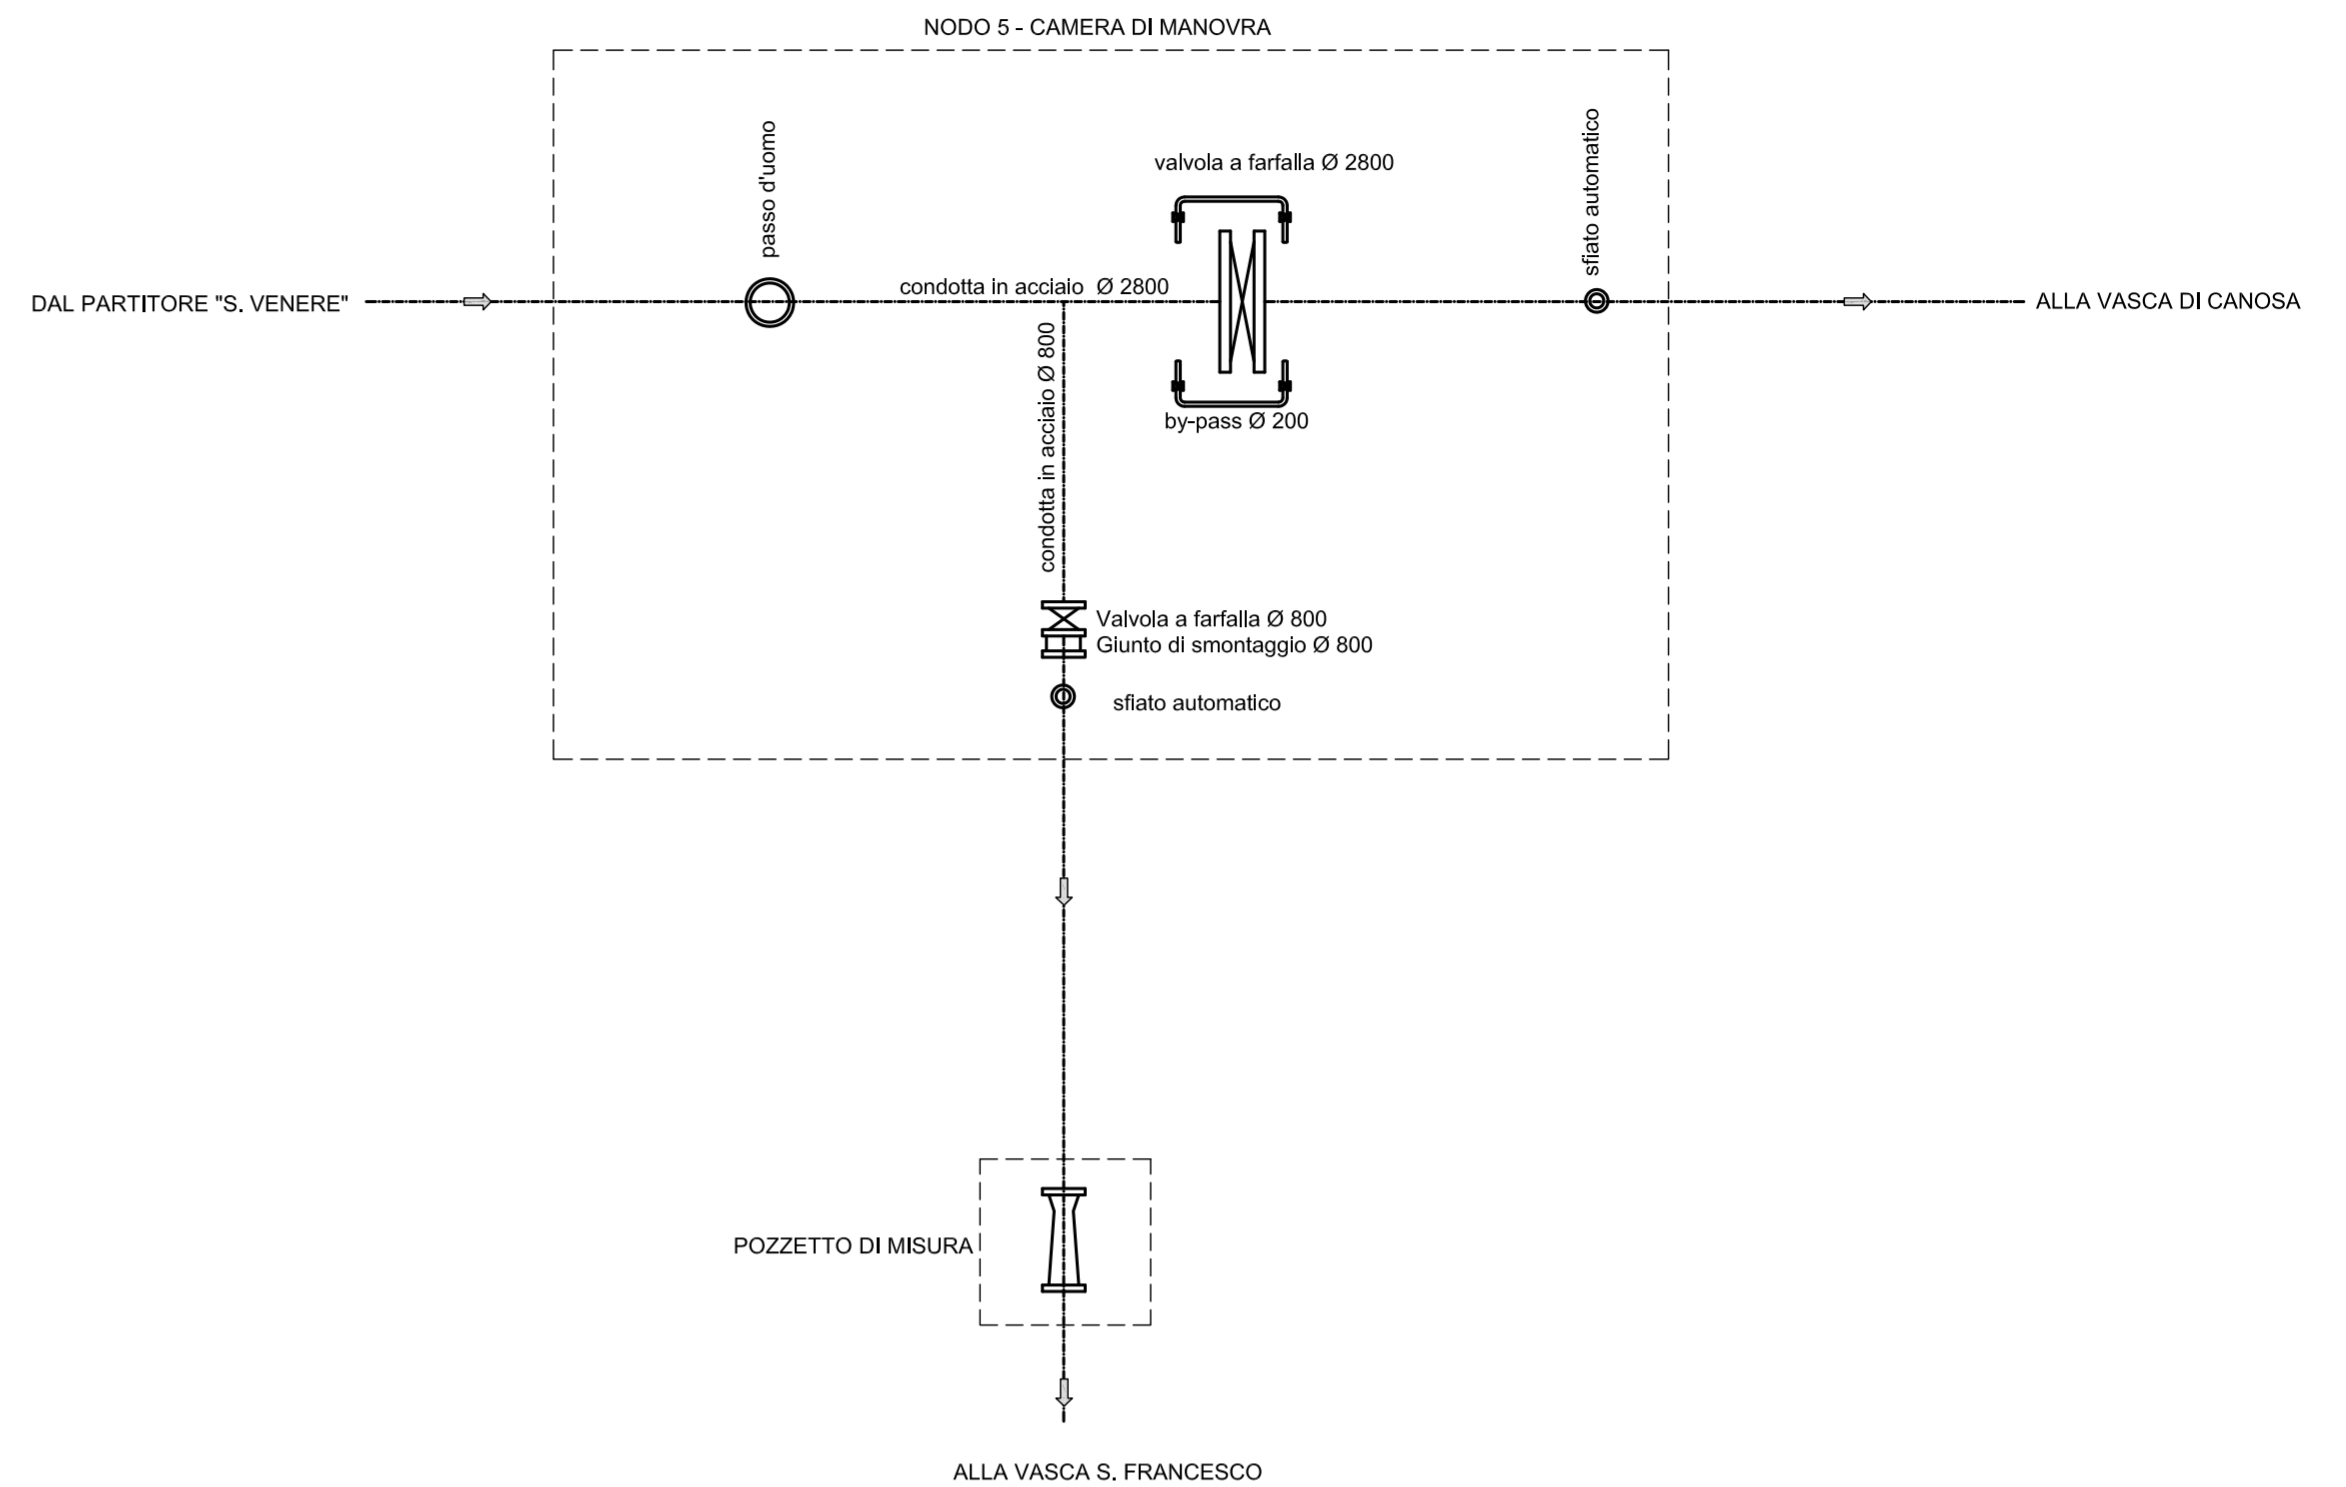 NODO 5 - CAMERA DI MANOVRA
passo d'uomo
valvola a farfalla Ø 2800
sfiato automatico
DAL PARTITORE "S. VENERE"
condotta in acciaio Ø 2800
ALLA VASCA DI CANOSA
condotta in acciaio Ø 800
by-pass Ø 200
Valvola a farfalla Ø 800
Giunto di smontaggio Ø 800
sfiato automatico
POZZETTO DI MISURA
ALLA VASCA S. FRANCESCO